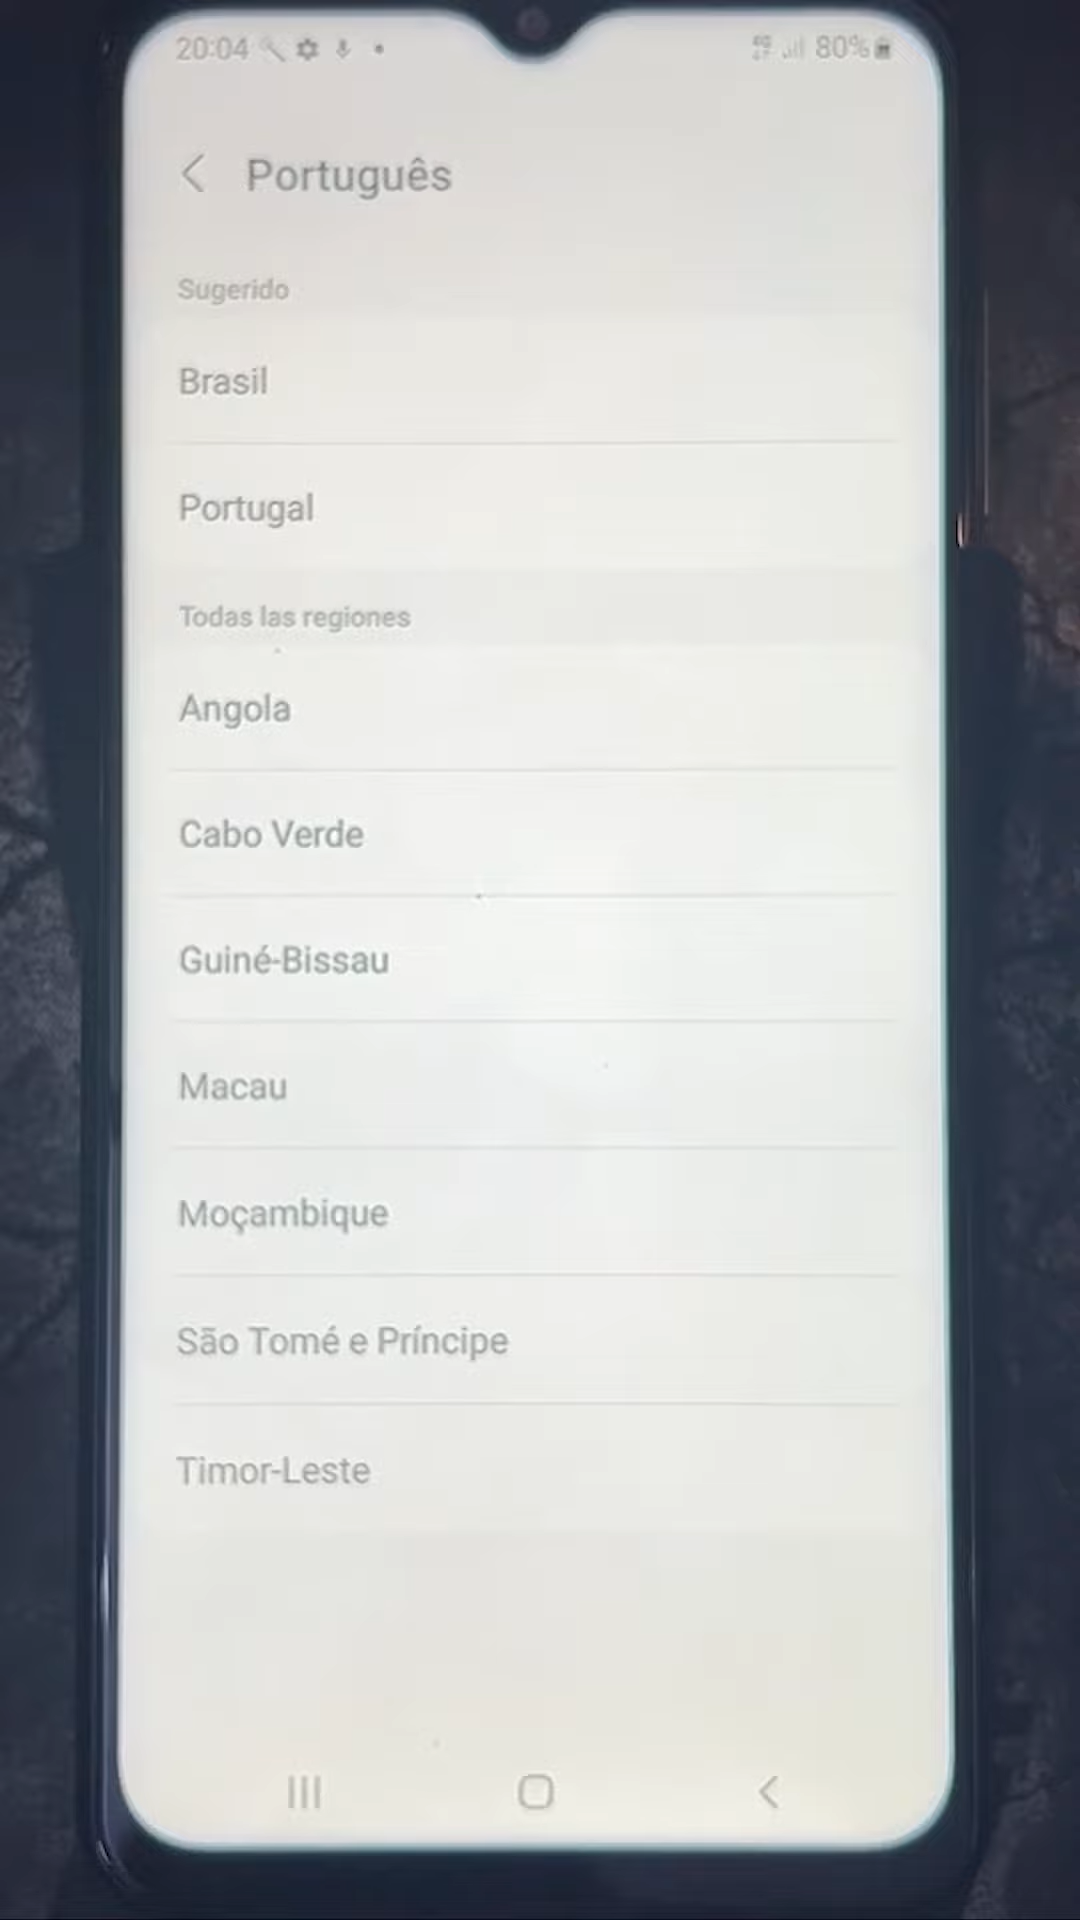 20:04 80%
Português
Sugerido
Brasil
Portugal
Todas las regiones
Angola
Cabo Verde
Guiné-Bissau
Macau
Moçambique
São Tomé e Príncipe
Timor-Leste